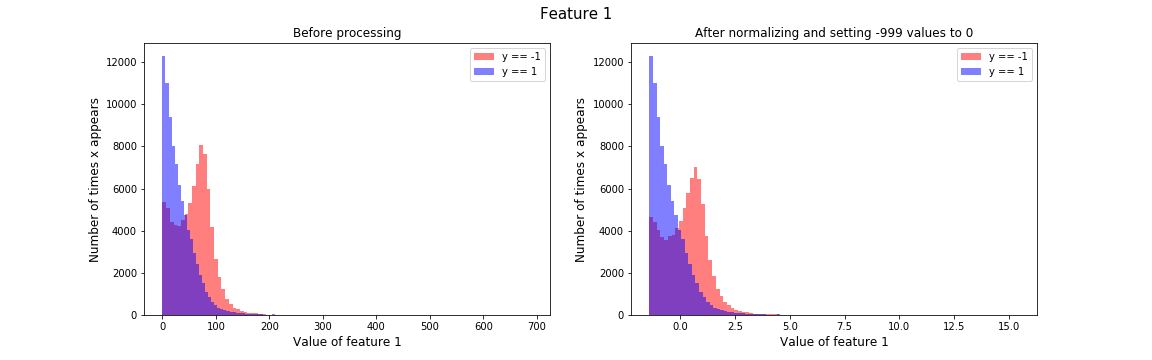 Feature 1
Before processing
Number of times x appears
12000
10000
8000
6000
4000
2000
0
y == -1
y == 1
0 100 200 300 400 500 600 700
Value of feature 1
After normalizing and setting -999 values to 0
Number of times x appears
12000
10000
8000
6000
4000
2000
0
y == -1
y == 1
0.0 2.5 5.0 7.5 10.0 12.5 15.0
Value of feature 1